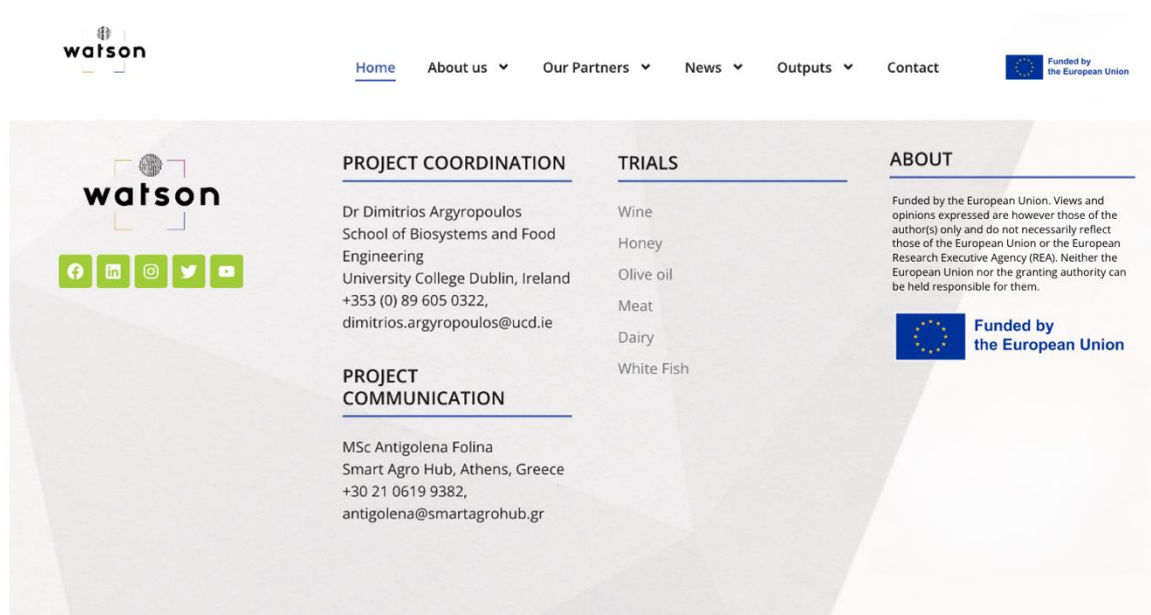 watson
Home
About us
Our Partners
News
Outputs
Contact
Funded by
the European Union
watson
PROJECT COORDINATION
Dr Dimitrios Argyropoulos
School of Biosystems and Food
Engineering
University College Dublin, Ireland
+353 (0) 89 605 0322,
dimitrios.argyropoulos@ucd.ie
PROJECT
COMMUNICATION
MSc Antigolena Folina
Smart Agro Hub, Athens, Greece
+30 21 0619 9382,
antigolena@smartagrohub.gr
TRIALS
Wine
Honey
Olive oil
Meat
Dairy
White Fish
ABOUT
Funded by the European Union. Views and
opinions expressed are however those of the
author(s) only and do not necessarily reflect
those of the European Union or the European
Research Executive Agency (REA). Neither the
European Union nor the granting authority can
be held responsible for them.
Funded by
the European Union